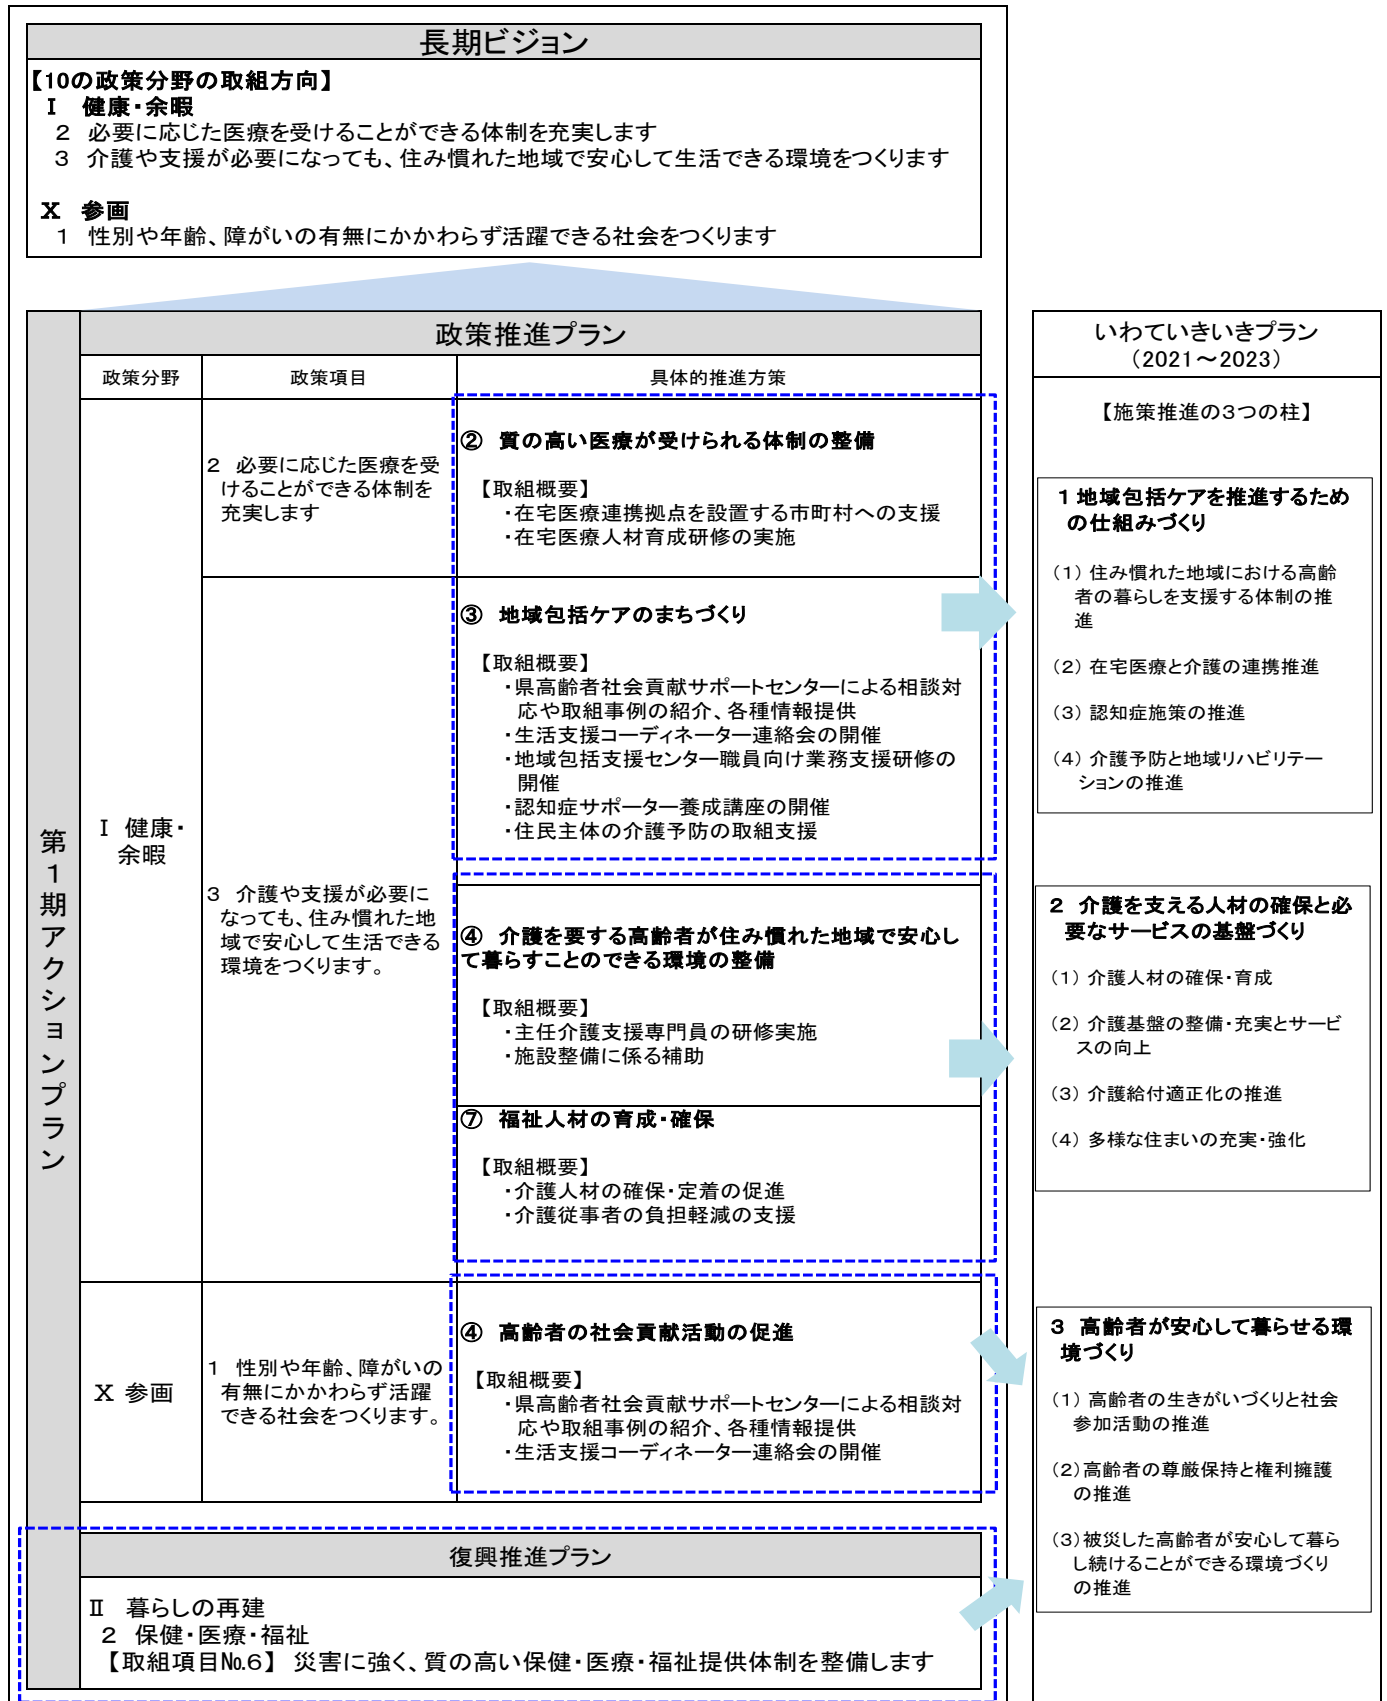 長期ビジョン
【10の政策分野の取組方向】
Ⅰ 健康・余暇
２ 必要に応じた医療を受けることができる体制を充実します
３ 介護や支援が必要になっても、住み慣れた地域で安心して生活できる環境をつくります
Ⅹ 参画
１ 性別や年齢、障がいの有無にかかわらず活躍できる社会をつくります
第１期アクションプラン
政策推進プラン
政策分野
政策項目
具体的推進方策
Ⅰ 健康・
余暇
２ 必要に応じた医療を受
けることができる体制を
充実します
② 質の高い医療が受けられる体制の整備
【取組概要】
・在宅医療連携拠点を設置する市町村への支援
・在宅医療人材育成研修の実施
３ 介護や支援が必要に
なっても、住み慣れた地
域で安心して生活できる
環境をつくります。
③ 地域包括ケアのまちづくり
【取組概要】
・県高齢者社会貢献サポートセンターによる相談対
応や取組事例の紹介、各種情報提供
・生活支援コーディネーター連絡会の開催
・地域包括支援センター職員向け業務支援研修の
開催
・認知症サポーター養成講座の開催
・住民主体の介護予防の取組支援
④ 介護を要する高齢者が住み慣れた地域で安心し
て暮らすことのできる環境の整備
【取組概要】
・主任介護支援専門員の研修実施
・施設整備に係る補助
⑦ 福祉人材の育成・確保
【取組概要】
・介護人材の確保・定着の促進
・介護従事者の負担軽減の支援
Ⅹ 参画
１ 性別や年齢、障がいの
有無にかかわらず活躍
できる社会をつくります。
④ 高齢者の社会貢献活動の促進
【取組概要】
・県高齢者社会貢献サポートセンターによる相談対
応や取組事例の紹介、各種情報提供
・生活支援コーディネーター連絡会の開催
復興推進プラン
Ⅱ 暮らしの再建
２ 保健・医療・福祉
【取組項目№６】 災害に強く、質の高い保健・医療・福祉提供体制を整備します
いわていきいきプラン
（2021～2023）
【施策推進の３つの柱】
１ 地域包括ケアを推進するため
の仕組みづくり
（１） 住み慣れた地域における高齢
者の暮らしを支援する体制の推
進
（２） 在宅医療と介護の連携推進
（３） 認知症施策の推進
（４） 介護予防と地域リハビリテー
ションの推進
２ 介護を支える人材の確保と必
要なサービスの基盤づくり
（１） 介護人材の確保・育成
（２） 介護基盤の整備・充実とサービ
スの向上
（３） 介護給付適正化の推進
（４） 多様な住まいの充実・強化
３ 高齢者が安心して暮らせる環
境づくり
（１） 高齢者の生きがいづくりと社会
参加活動の推進
（２）高齢者の尊厳保持と権利擁護
の推進
（３）被災した高齢者が安心して暮ら
し続けることができる環境づくり
の推進